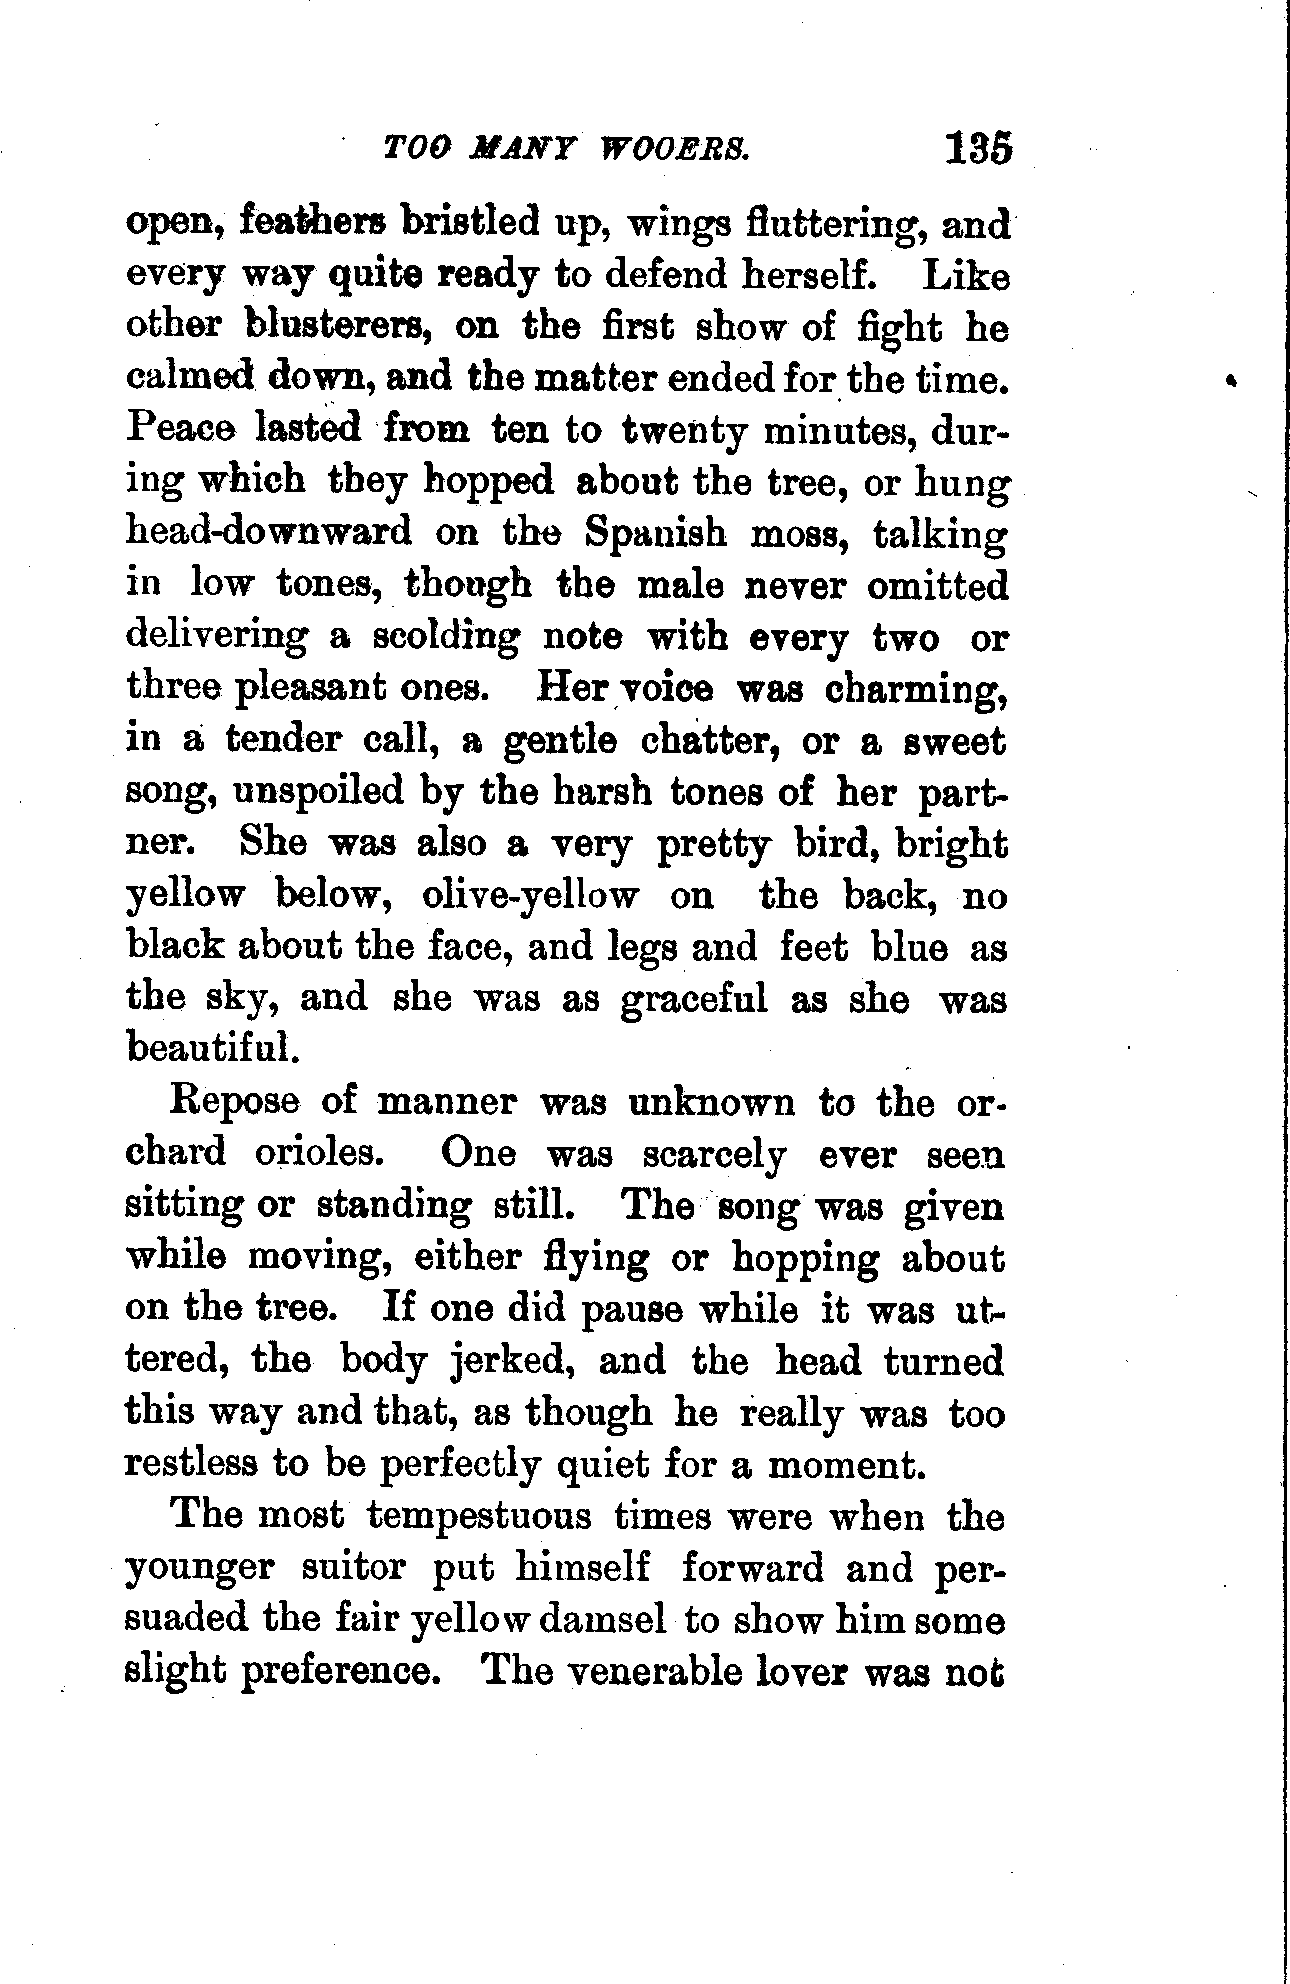 TOO MANY WOOERS. 135
open, feathers bristled up, wings fluttering, and
every way quite ready to defend herself. Like
other blusterers, on the first show of fight he
calmed down, and the matter ended for the time.
Peace lasted from ten to twenty minutes, dur-
ing which they hopped about the tree, or hung
head-downward on the Spanish moss, talking
in low tones, though the male never omitted
delivering a scolding note with every two or
three pleasant ones. Her voice was charming,
in a tender call, a gentle chatter, or a sweet
song, unspoiled by the harsh tones of her part-
ner. She was also a very pretty bird, bright
yellow below, olive-yellow on the back, no
black about the face, and legs and feet blue as
the sky, and she was as graceful as she was
beautiful.
Repose of manner was unknown to the or-
chard orioles. One was scarcely ever seen
sitting or standing still. The song was given
while moving, either flying or hopping about
on the tree. If one did pause while it was ut-
tered, the body jerked, and the head turned
this way and that, as though he really was too
restless to be perfectly quiet for a moment.
The most tempestuous times were when the
younger suitor put himself forward and per-
suaded the fair yellow damsel to show him some
slight preference. The venerable lover was not